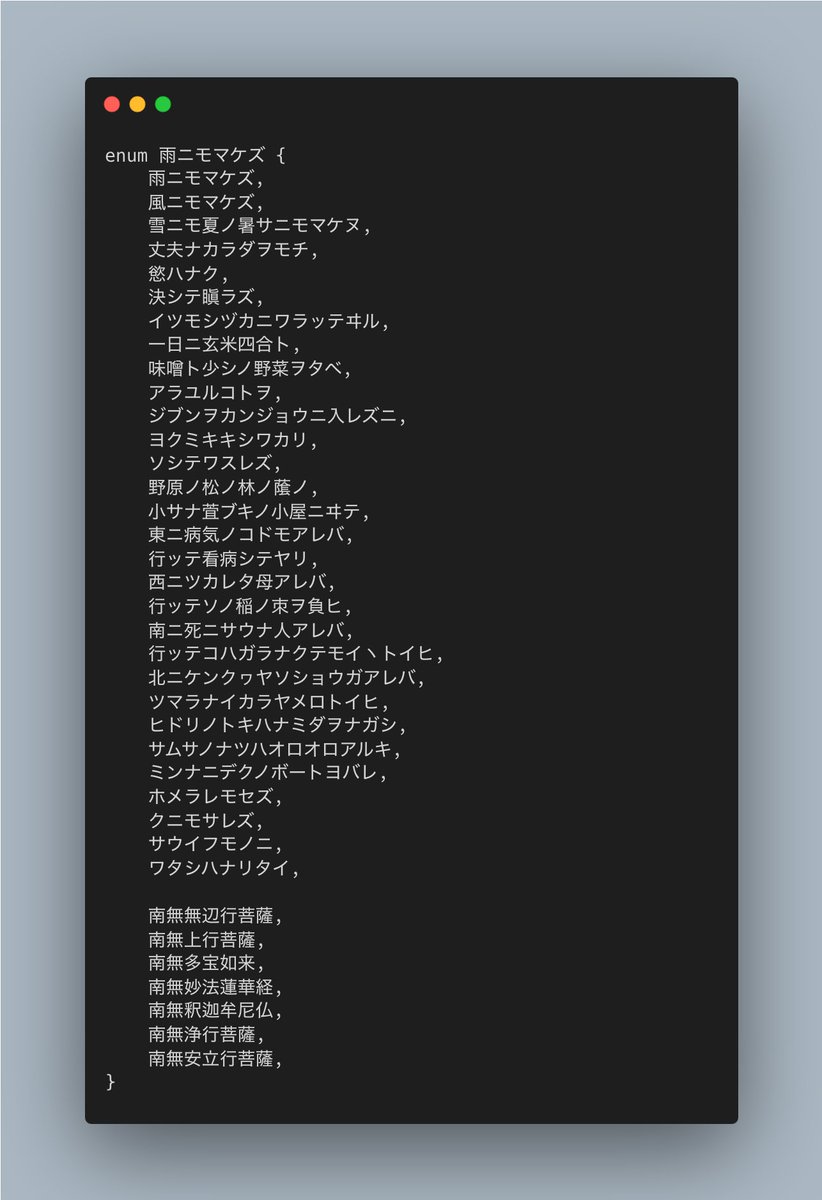 enum 雨ニモマケズ {
雨ニモマケズ,
風ニモマケズ,
雪ニモ夏ノ暑サニモマケヌ,
丈夫ナカラダヲモチ,
慾ハナク,
決シテ瞋ラズ,
イツモシヅカニワラッテヰル,
一日ニ玄米四合ト,
味噌ト少シノ野菜ヲタベ,
アラユルコトヲ,
ジブンヲカンジョウニ入レズニ,
ヨクミキキシワカリ,
ソシテワスレズ,
野原ノ松ノ林ノ蔭ノ,
小サナ萓ブキノ小屋ニヰテ,
東ニ病気ノコドモアレバ,
行ッテ看病シテヤリ,
西ニツカレタ母アレバ,
行ッテソノ稲ノ朿ヲ負ヒ,
南ニ死ニサウナ人アレバ,
行ッテコハガラナクテモイヽトイヒ,
北ニケンクヮヤソショウガアレバ,
ツマラナイカラヤメロトイヒ,
ヒドリノトキハナミダヲナガシ,
サムサノナツハオロオロアルキ,
ミンナニデクノボートヨバレ,
ホメラレモセズ,
クニモサレズ,
サウイフモノニ,
ワタシハナリタイ,
南無無辺行菩薩,
南無上行菩薩,
南無多宝如来,
南無妙法蓮華経,
南無釈迦牟尼仏,
南無浄行菩薩,
南無安立行菩薩,
}